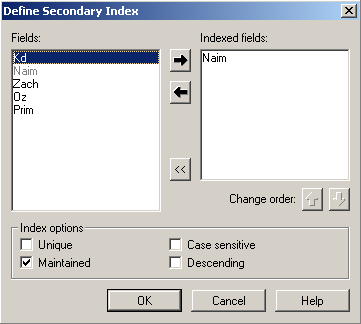 Define Secondary Index
Fields:
Kd
Naim
Zach
Oz
Prim
Indexed fields:
Naim
<<
Change order:
Index options
Unique
Case sensitive
Maintained
Descending
OK
Cancel
Help